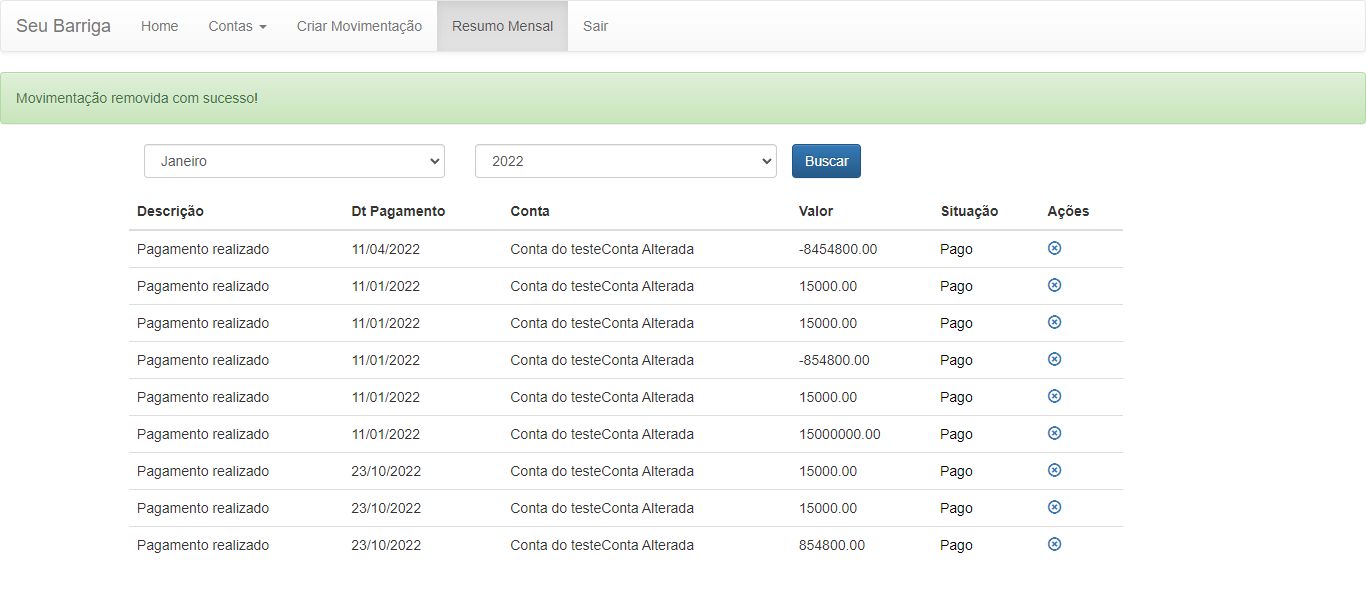 Seu Barriga Home Contas Criar Movimentação Resumo Mensal Sair
Movimentação removida com sucesso!
Janeiro 2022 Buscar
Descrição Dt Pagamento Conta Valor Situação Ações
Pagamento realizado 11/04/2022 Conta do testeConta Alterada -8454800.00 Pago
Pagamento realizado 11/01/2022 Conta do testeConta Alterada 15000.00 Pago
Pagamento realizado 11/01/2022 Conta do testeConta Alterada 15000.00 Pago
Pagamento realizado 11/01/2022 Conta do testeConta Alterada -854800.00 Pago
Pagamento realizado 11/01/2022 Conta do testeConta Alterada 15000.00 Pago
Pagamento realizado 11/01/2022 Conta do testeConta Alterada 15000000.00 Pago
Pagamento realizado 23/10/2022 Conta do testeConta Alterada 15000.00 Pago
Pagamento realizado 23/10/2022 Conta do testeConta Alterada 15000.00 Pago
Pagamento realizado 23/10/2022 Conta do testeConta Alterada 854800.00 Pago